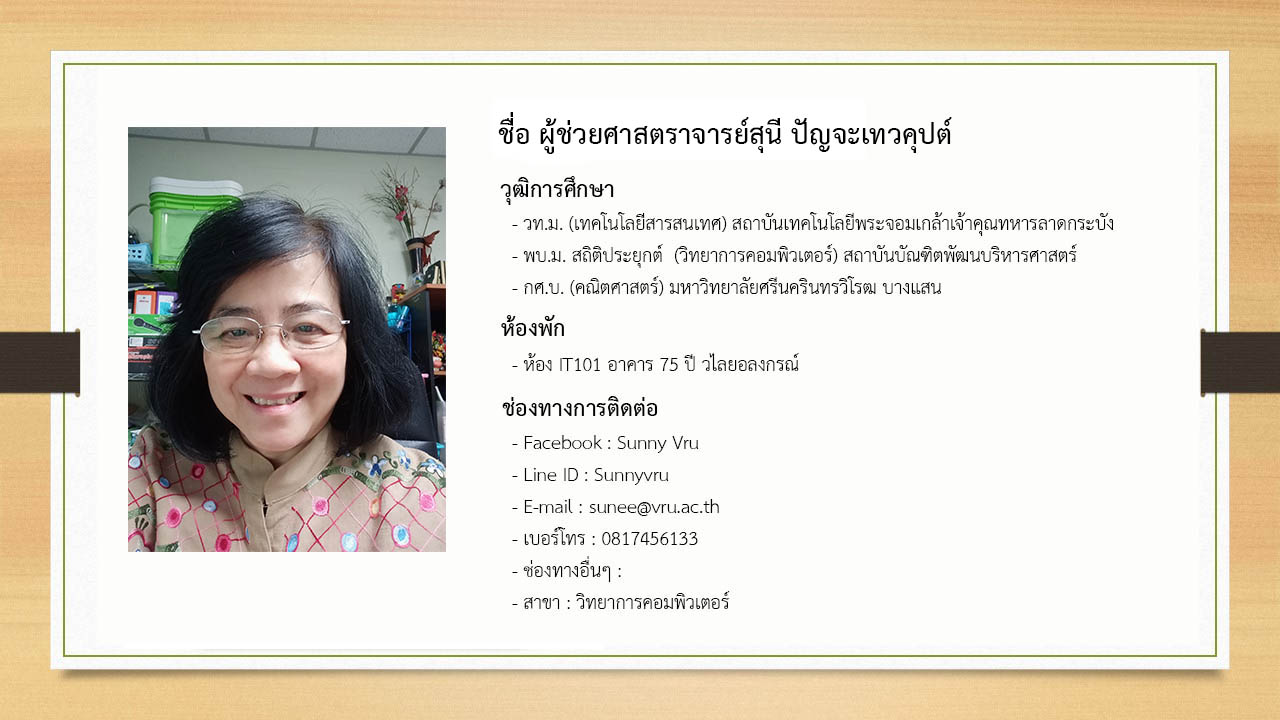 ชื่อ ผู้ช่วยศาสตราจารย์สุนี ปัญจะเทวคุปต์
วุฒิการศึกษา
- วท.ม. (เทคโนโลยีสารสนเทศ) สถาบันเทคโนโลยีพระจอมเกล้าเจ้าคุณทหารลาดกระบัง
- พบ.ม. สถิติประยุกต์ (วิทยาการคอมพิวเตอร์) สถาบันบัณฑิตพัฒนบริหารศาสตร์
- กศ.บ. (คณิตศาสตร์) มหาวิทยาลัยศรีนครินทรวิโรฒ บางแสน
ห้องพัก
- ห้อง IT101 อาคาร 75 ปี วไลยอลงกรณ์
ช่องทางการติดต่อ
- Facebook : Sunny Vru
- Line ID : Sunnyvru
- E-mail : sunee@vru.ac.th
- เบอร์โทร : 0817456133
- ช่องทางอื่นๆ :
- สาขา : วิทยาการคอมพิวเตอร์